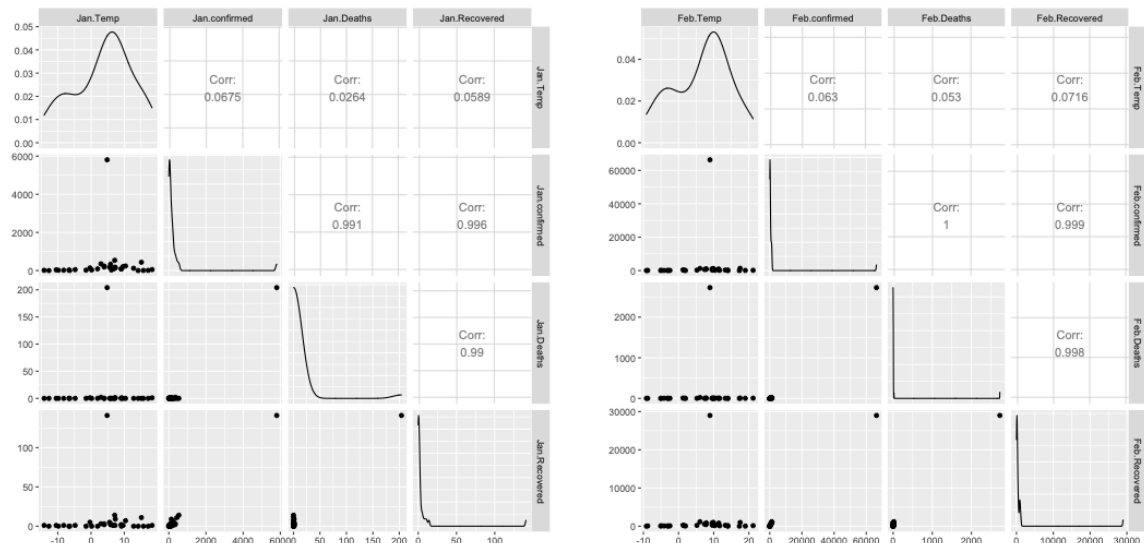 Jan.Temp Jan.confirmed Jan.Deaths Jan.Recovered
0.05
0.04
0.03
0.02
0.01
0.00
Corr:
0.0675
Corr:
0.0264
Corr:
0.0589
Jan.Temp
6000
4000
2000
0
Corr:
0.991
Corr:
0.996
Jan.confirmed
200
150
100
50
0
Corr:
0.99
Jan.Deaths
100
50
0
Jan.Recovered
-10 0 10 0 2000 4000 6000 0 50 100 150 200 0 50 100
Feb.Temp Feb.confirmed Feb.Deaths Feb.Recovered
0.04
0.02
0.00
Corr:
0.063
Corr:
0.053
Corr:
0.0716
Feb.Temp
60000
40000
20000
0
Corr:
1
Corr:
0.999
Feb.confirmed
2000
1000
0
Corr:
0.998
Feb.Deaths
30000
20000
10000
0
Feb.Recovered
-10 0 10 20 0 20000 40000 60000 0 1000 2000 0 10000 20000 30000